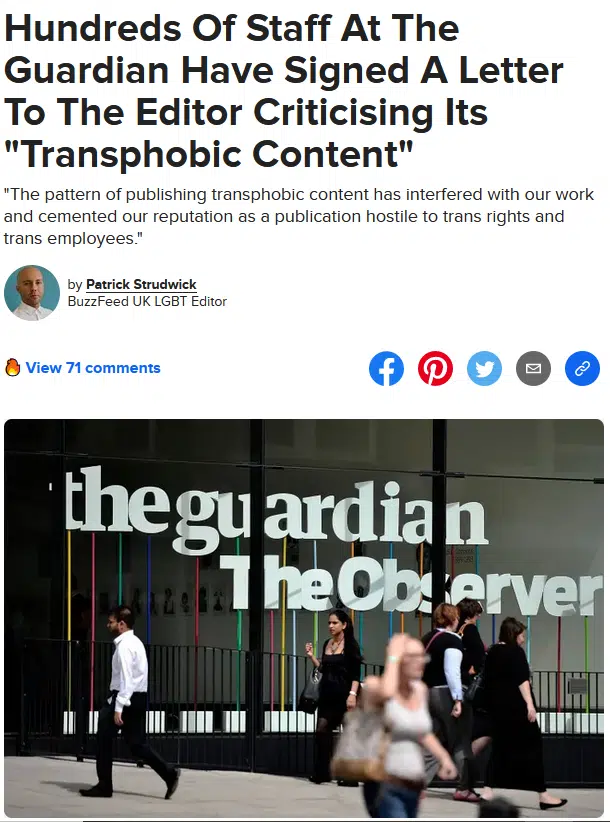 Hundreds Of Staff At The
Guardian Have Signed A Letter
To The Editor Criticising Its
"Transphobic Content"
"The pattern of publishing transphobic content has interfered with our work
and cemented our reputation as a publication hostile to trans rights and
trans employees."
by Patrick Strudwick
BuzzFeed UK LGBT Editor
View 71 comments
the guardian
The Observer